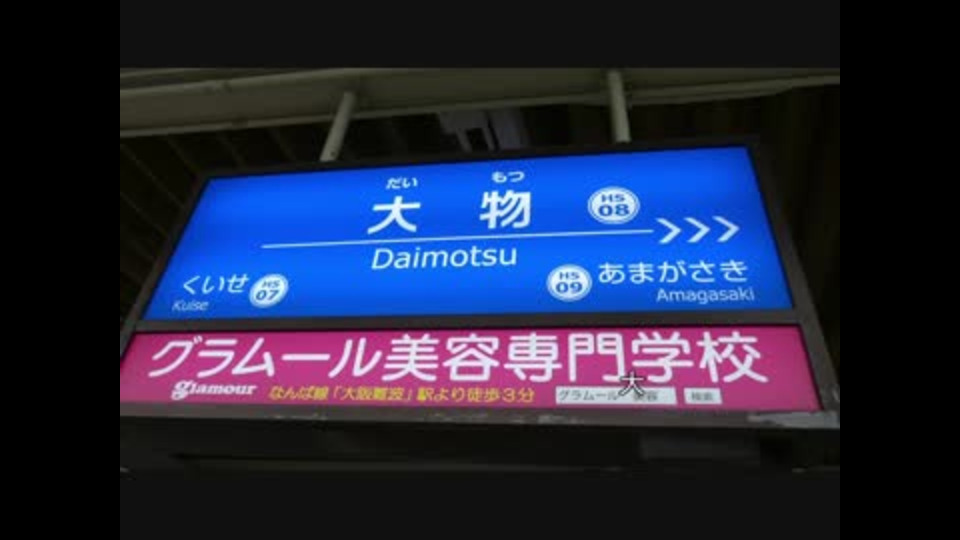 だい もつ
大 物
HS
08
Daimotsu
くいせ
HS
07
Kuise
HS
09
あまがさき
Amagasaki
グラムール美容専門学校
glamour
なんば線「大阪難波」駅より徒歩3分
グラムール 美容
検索
大